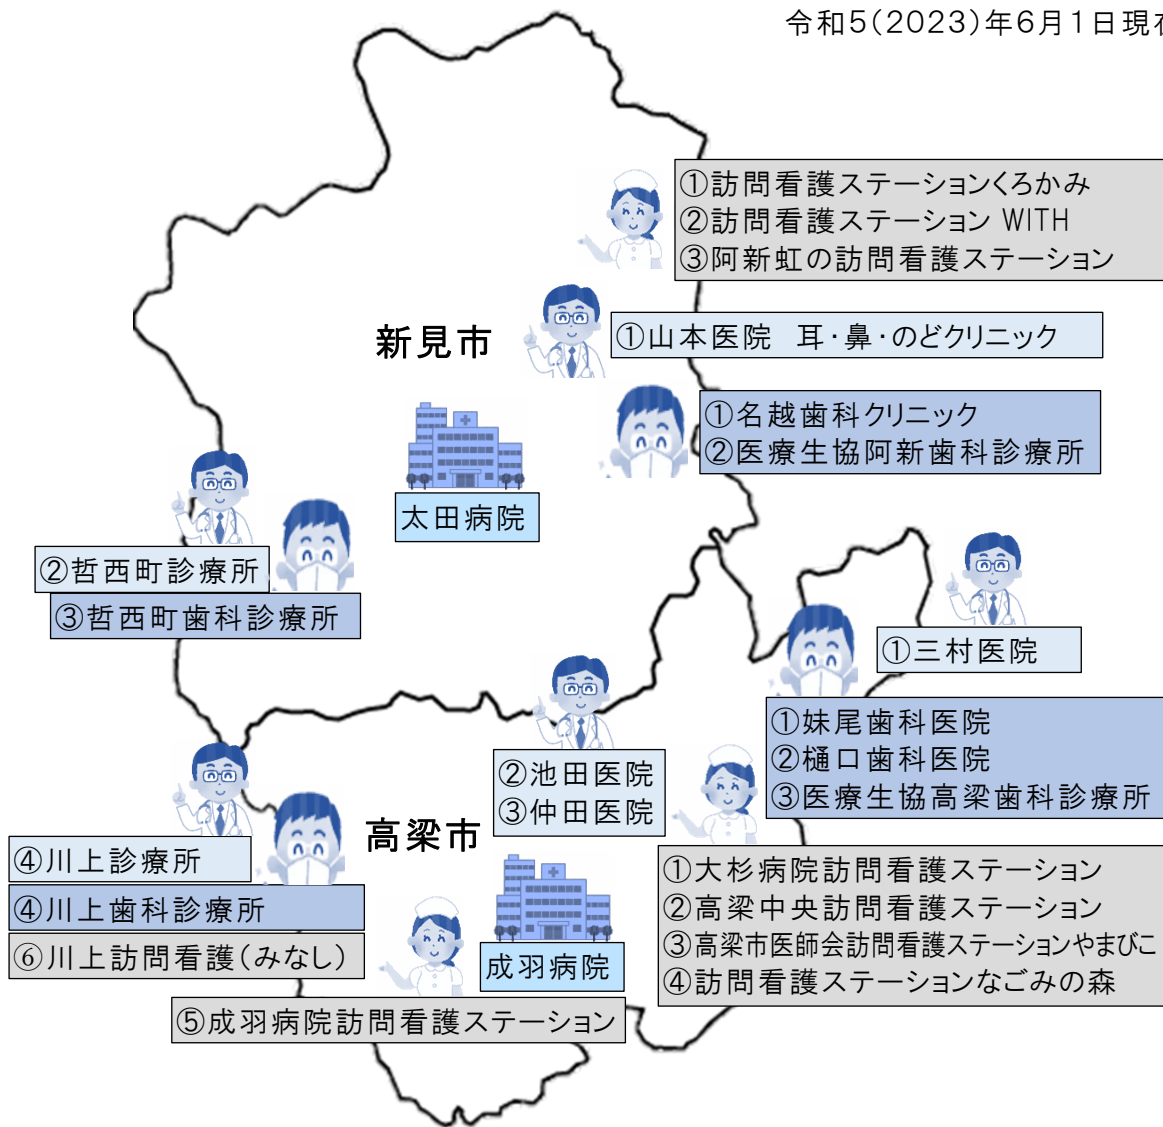 令和5(2023)年6月1日現在
①訪問看護ステーションくろかみ
②訪問看護ステーション WITH
③阿新虹の訪問看護ステーション
新見市
①山本医院 耳・鼻・のどクリニック
①名越歯科クリニック
②医療生協阿新歯科診療所
太田病院
②哲西町診療所
③哲西町歯科診療所
①三村医院
①妹尾歯科医院
②樋口歯科医院
③医療生協高梁歯科診療所
②池田医院
③仲田医院
高梁市
④川上診療所
④川上歯科診療所
⑥川上訪問看護(みなし)
成羽病院
①大杉病院訪問看護ステーション
②高梁中央訪問看護ステーション
③高梁市医師会訪問看護ステーションやまびこ
④訪問看護ステーションなごみの森
⑤成羽病院訪問看護ステーション